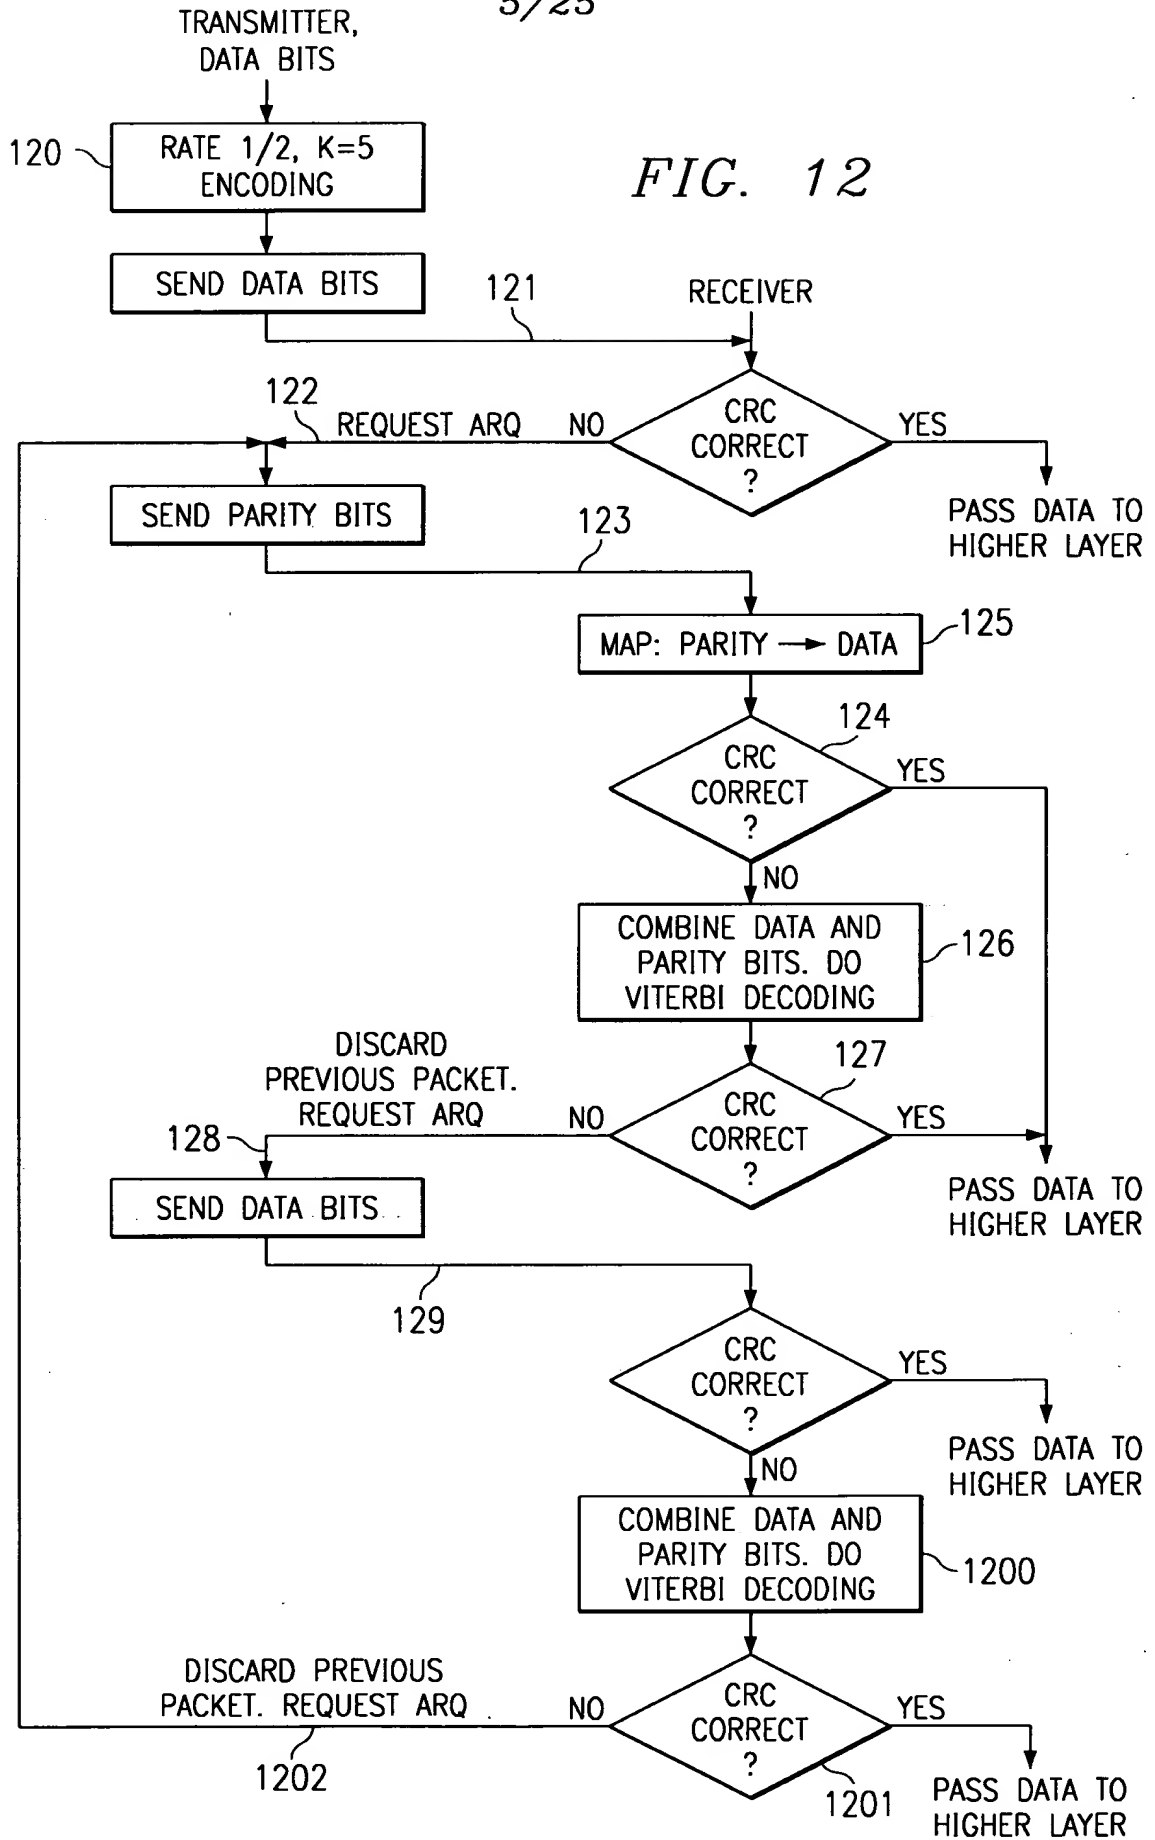 5/25
TRANSMITTER,
DATA BITS
120
RATE 1/2, K=5
ENCODING
FIG. 12
SEND DATA BITS
121
RECEIVER
122
REQUEST ARQ
NO
CRC
CORRECT
?
YES
PASS DATA TO
HIGHER LAYER
SEND PARITY BITS
123
MAP: PARITY → DATA
125
124
CRC
CORRECT
?
YES
NO
COMBINE DATA AND
PARITY BITS. DO
VITERBI DECODING
126
DISCARD
PREVIOUS PACKET.
REQUEST ARQ
NO
127
CRC
CORRECT
?
YES
PASS DATA TO
HIGHER LAYER
128
SEND DATA BITS
129
CRC
CORRECT
?
YES
PASS DATA TO
HIGHER LAYER
NO
COMBINE DATA AND
PARITY BITS. DO
VITERBI DECODING
1200
DISCARD PREVIOUS
PACKET. REQUEST ARQ
NO
1202
CRC
CORRECT
?
YES
1201
PASS DATA TO
HIGHER LAYER